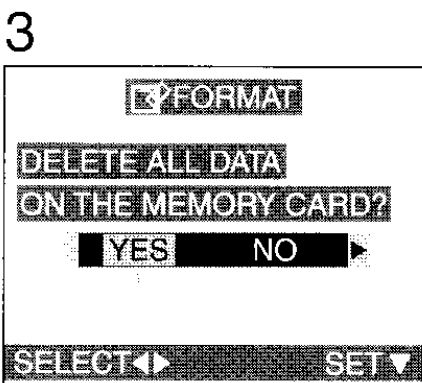 3
FORMAT
DELETE ALL DATA
ON THE MEMORY CARD?
YES NO
SELECT SET